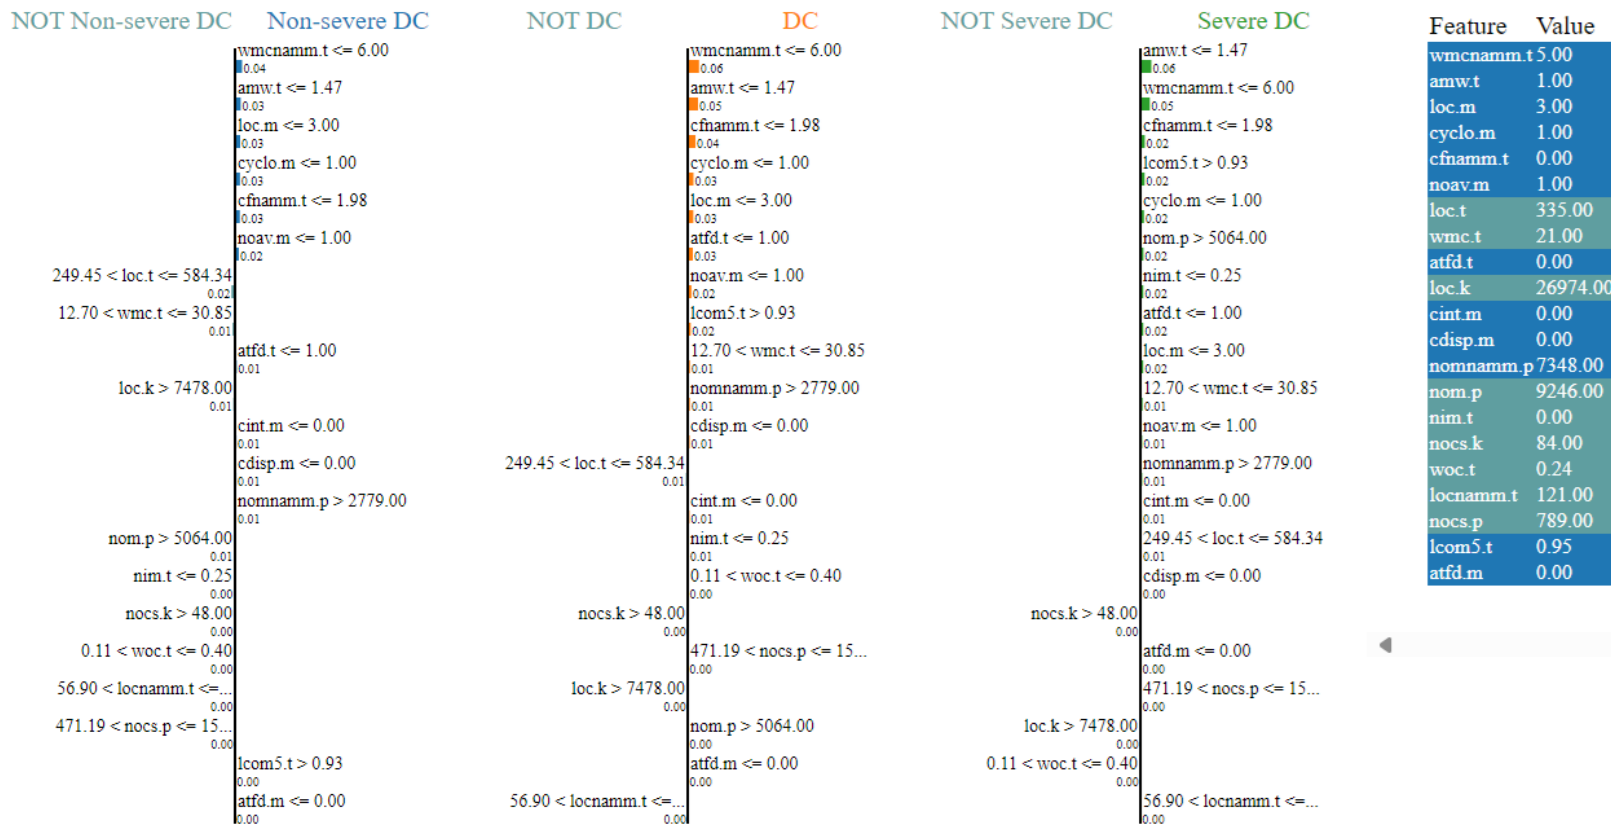 NOT Non-severe DC Non-severe DC
wmcnamm.t <= 6.00
0.04
amw.t <= 1.47
0.03
loc.m <= 3.00
0.03
cyclo.m <= 1.00
0.03
cfnamm.t <= 1.98
0.03
noav.m <= 1.00
0.02
249.45 < loc.t <= 584.34
0.02
12.70 < wmc.t <= 30.85
0.01
atfd.t <= 1.00
0.01
loc.k > 7478.00
0.01
cint.m <= 0.00
0.01
cdisp.m <= 0.00
0.01
nomnamm.p > 2779.00
0.01
nom.p > 5064.00
0.01
nim.t <= 0.25
0.00
nocs.k > 48.00
0.00
0.11 < woc.t <= 0.40
0.00
56.90 < locnamm.t <=...
0.00
471.19 < nocs.p <= 15...
0.00
lcom5.t > 0.93
0.00
atfd.m <= 0.00
0.00
NOT DC DC
wmcnamm.t <= 6.00
0.06
amw.t <= 1.47
0.05
cfnamm.t <= 1.98
0.04
cyclo.m <= 1.00
0.03
loc.m <= 3.00
0.03
atfd.t <= 1.00
0.03
noav.m <= 1.00
0.02
lcom5.t > 0.93
0.02
12.70 < wmc.t <= 30.85
0.01
nomnamm.p > 2779.00
0.01
cdisp.m <= 0.00
0.01
249.45 < loc.t <= 584.34
0.01
cint.m <= 0.00
0.01
nim.t <= 0.25
0.01
0.11 < woc.t <= 0.40
0.00
nocs.k > 48.00
0.00
471.19 < nocs.p <= 15...
0.00
loc.k > 7478.00
0.00
nom.p > 5064.00
0.00
atfd.m <= 0.00
0.00
56.90 < locnamm.t <=...
0.00
NOT Severe DC Severe DC
amw.t <= 1.47
0.06
wmcnamm.t <= 6.00
0.05
cfnamm.t <= 1.98
0.02
lcom5.t > 0.93
0.02
cyclo.m <= 1.00
0.02
nom.p > 5064.00
0.02
nim.t <= 0.25
0.02
atfd.t <= 1.00
0.02
loc.m <= 3.00
0.02
12.70 < wmc.t <= 30.85
0.01
noav.m <= 1.00
0.01
nomnamm.p > 2779.00
0.01
cint.m <= 0.00
0.01
249.45 < loc.t <= 584.34
0.01
cdisp.m <= 0.00
0.00
nocs.k > 48.00
0.00
atfd.m <= 0.00
0.00
471.19 < nocs.p <= 15...
0.00
loc.k > 7478.00
0.00
0.11 < woc.t <= 0.40
0.00
56.90 < locnamm.t <=...
0.00
Feature Value
wmcnamm.t 5.00
amw.t 1.00
loc.m 3.00
cyclo.m 1.00
cfnamm.t 0.00
noav.m 1.00
loc.t 335.00
wmc.t 21.00
atfd.t 0.00
loc.k 26974.00
cint.m 0.00
cdisp.m 0.00
nomnamm.p 7348.00
nom.p 9246.00
nim.t 0.00
nocs.k 84.00
woc.t 0.24
locnamm.t 121.00
nocs.p 789.00
lcom5.t 0.95
atfd.m 0.00